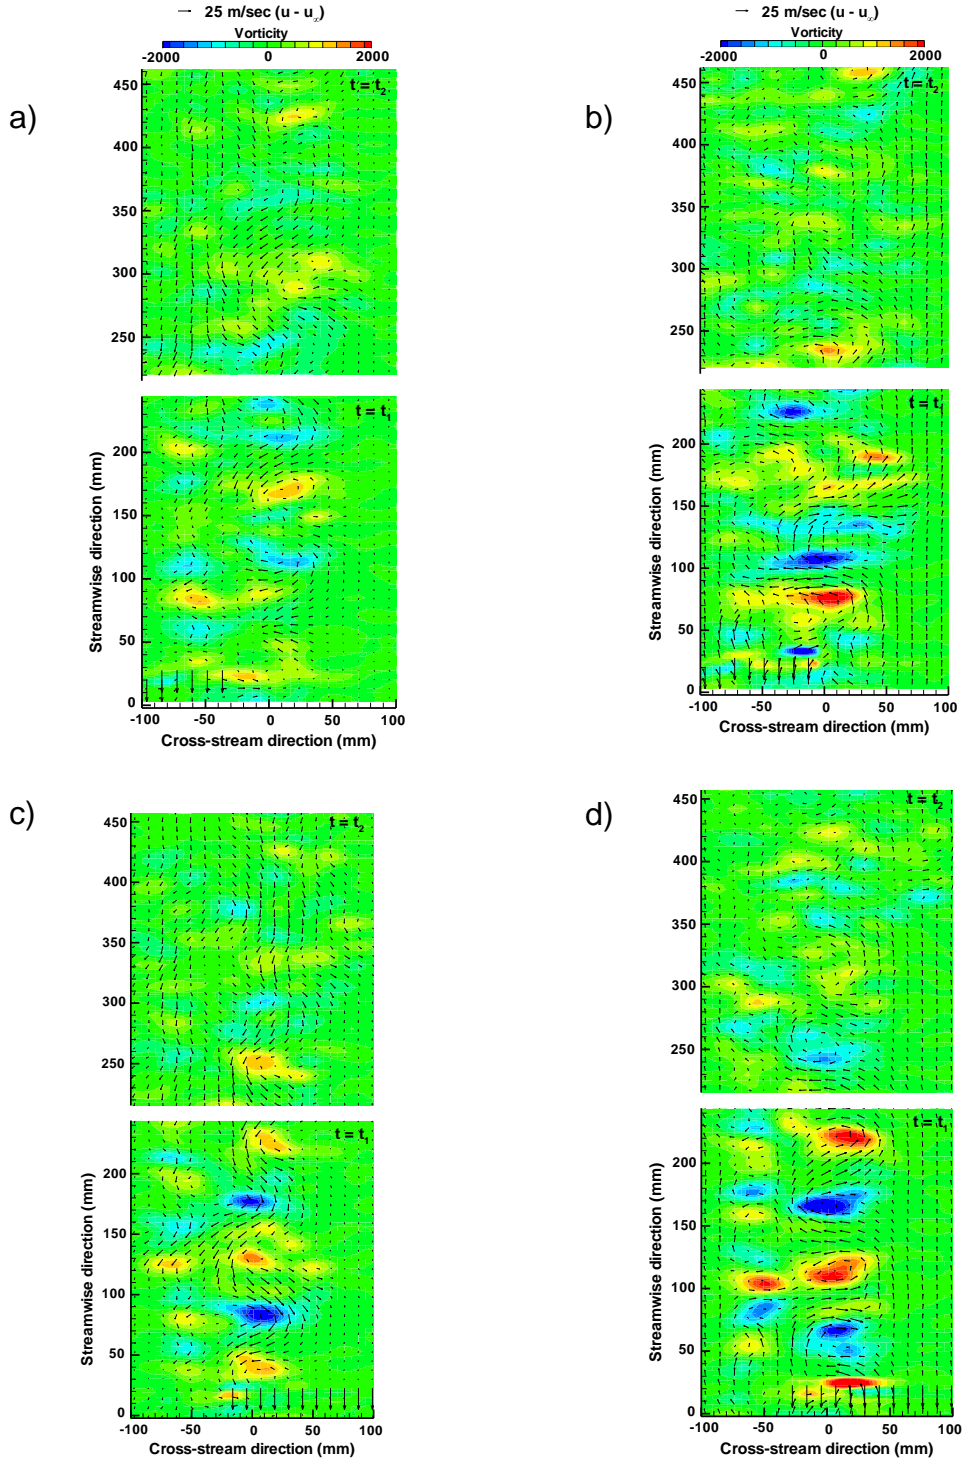 25 m/sec (u - u∞)
Vorticity
-2000 0 2000
a)
t = t2
450
400
350
300
250
t = t1
200
150
100
50
0
Streamwise direction (mm)
-100 -50 0 50 100
Cross-stream direction (mm)
25 m/sec (u - u∞)
Vorticity
-2000 0 2000
b)
t = t2
450
400
350
300
250
t = t
200
150
100
50
0
Streamwise direction (mm)
-100 -50 0 50 100
Cross-stream direction (mm)
c)
t = t2
450
400
350
300
250
t = t1
200
150
100
50
0
Streamwise direction (mm)
-100 -50 0 50 100
Cross-stream direction (mm)
d)
t = t2
450
400
350
300
250
t = t1
200
150
100
50
0
Streamwise direction (mm)
-100 -50 0 50 100
Cross-stream direction (mm)